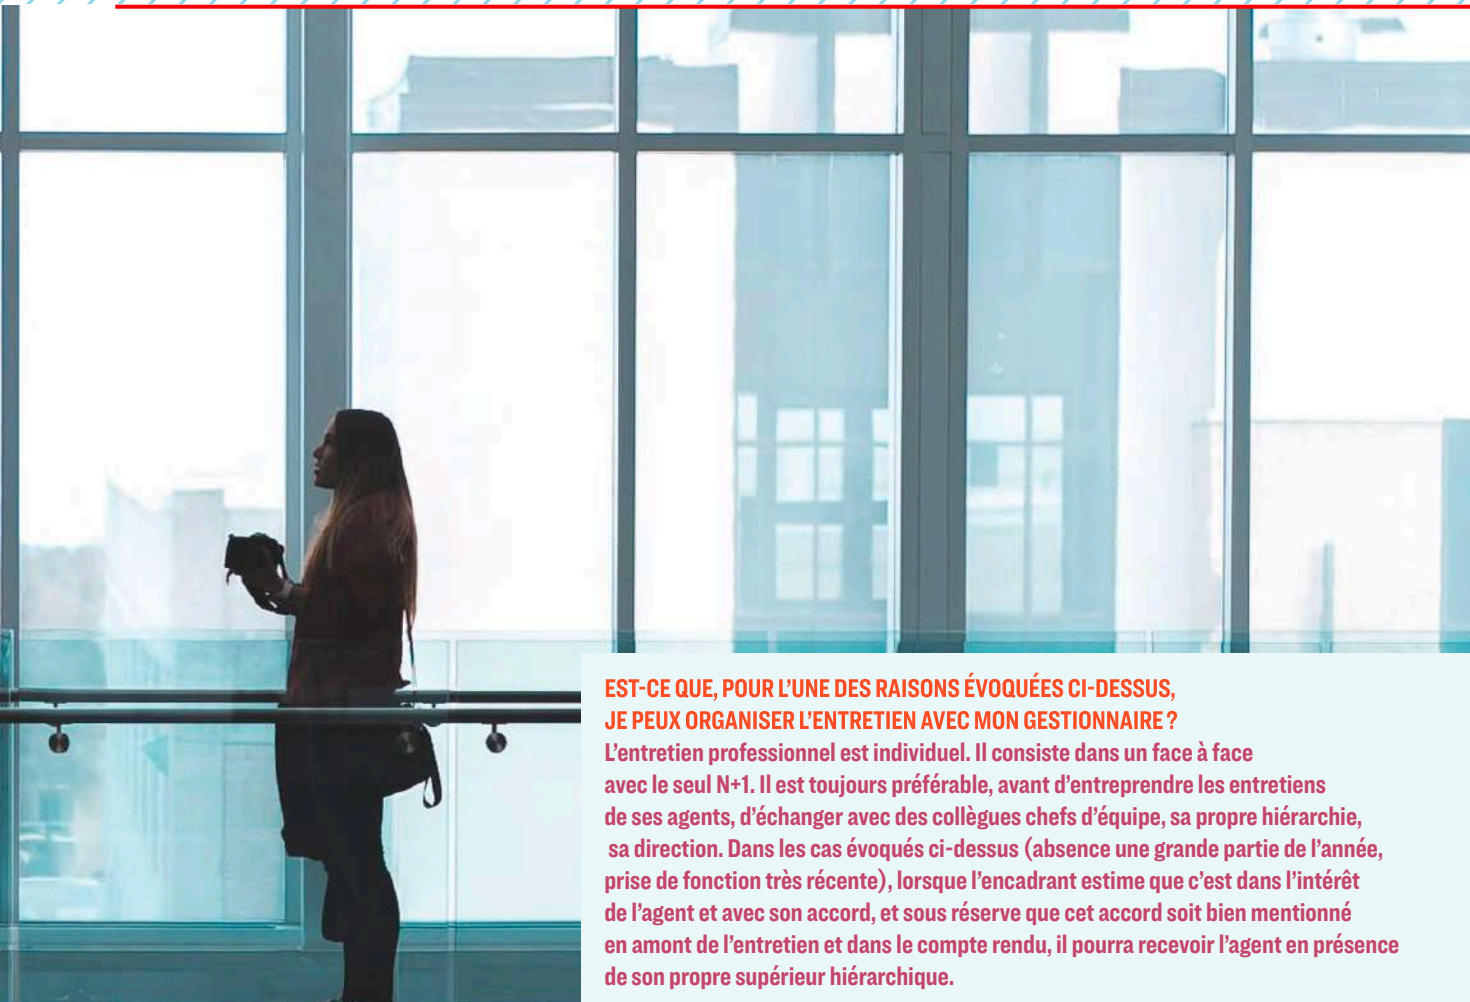 EST-CE QUE, POUR L'UNE DES RAISONS ÉVOQUÉES CI-DESSUS,
JE PEUX ORGANISER L'ENTRETIEN AVEC MON GESTIONNAIRE ?
L'entretien professionnel est individuel. Il consiste dans un face à face
avec le seul N+1. Il est toujours préférable, avant d'entreprendre les entretiens
de ses agents, d'échanger avec des collègues chefs d'équipe, sa propre hiérarchie,
sa direction. Dans les cas évoqués ci-dessus (absence une grande partie de l'année,
prise de fonction très récente), lorsque l'encadrant estime que c'est dans l'intérêt
de l'agent et avec son accord, et sous réserve que cet accord soit bien mentionné
en amont de l'entretien et dans le compte rendu, il pourra recevoir l'agent en présence
de son propre supérieur hiérarchique.